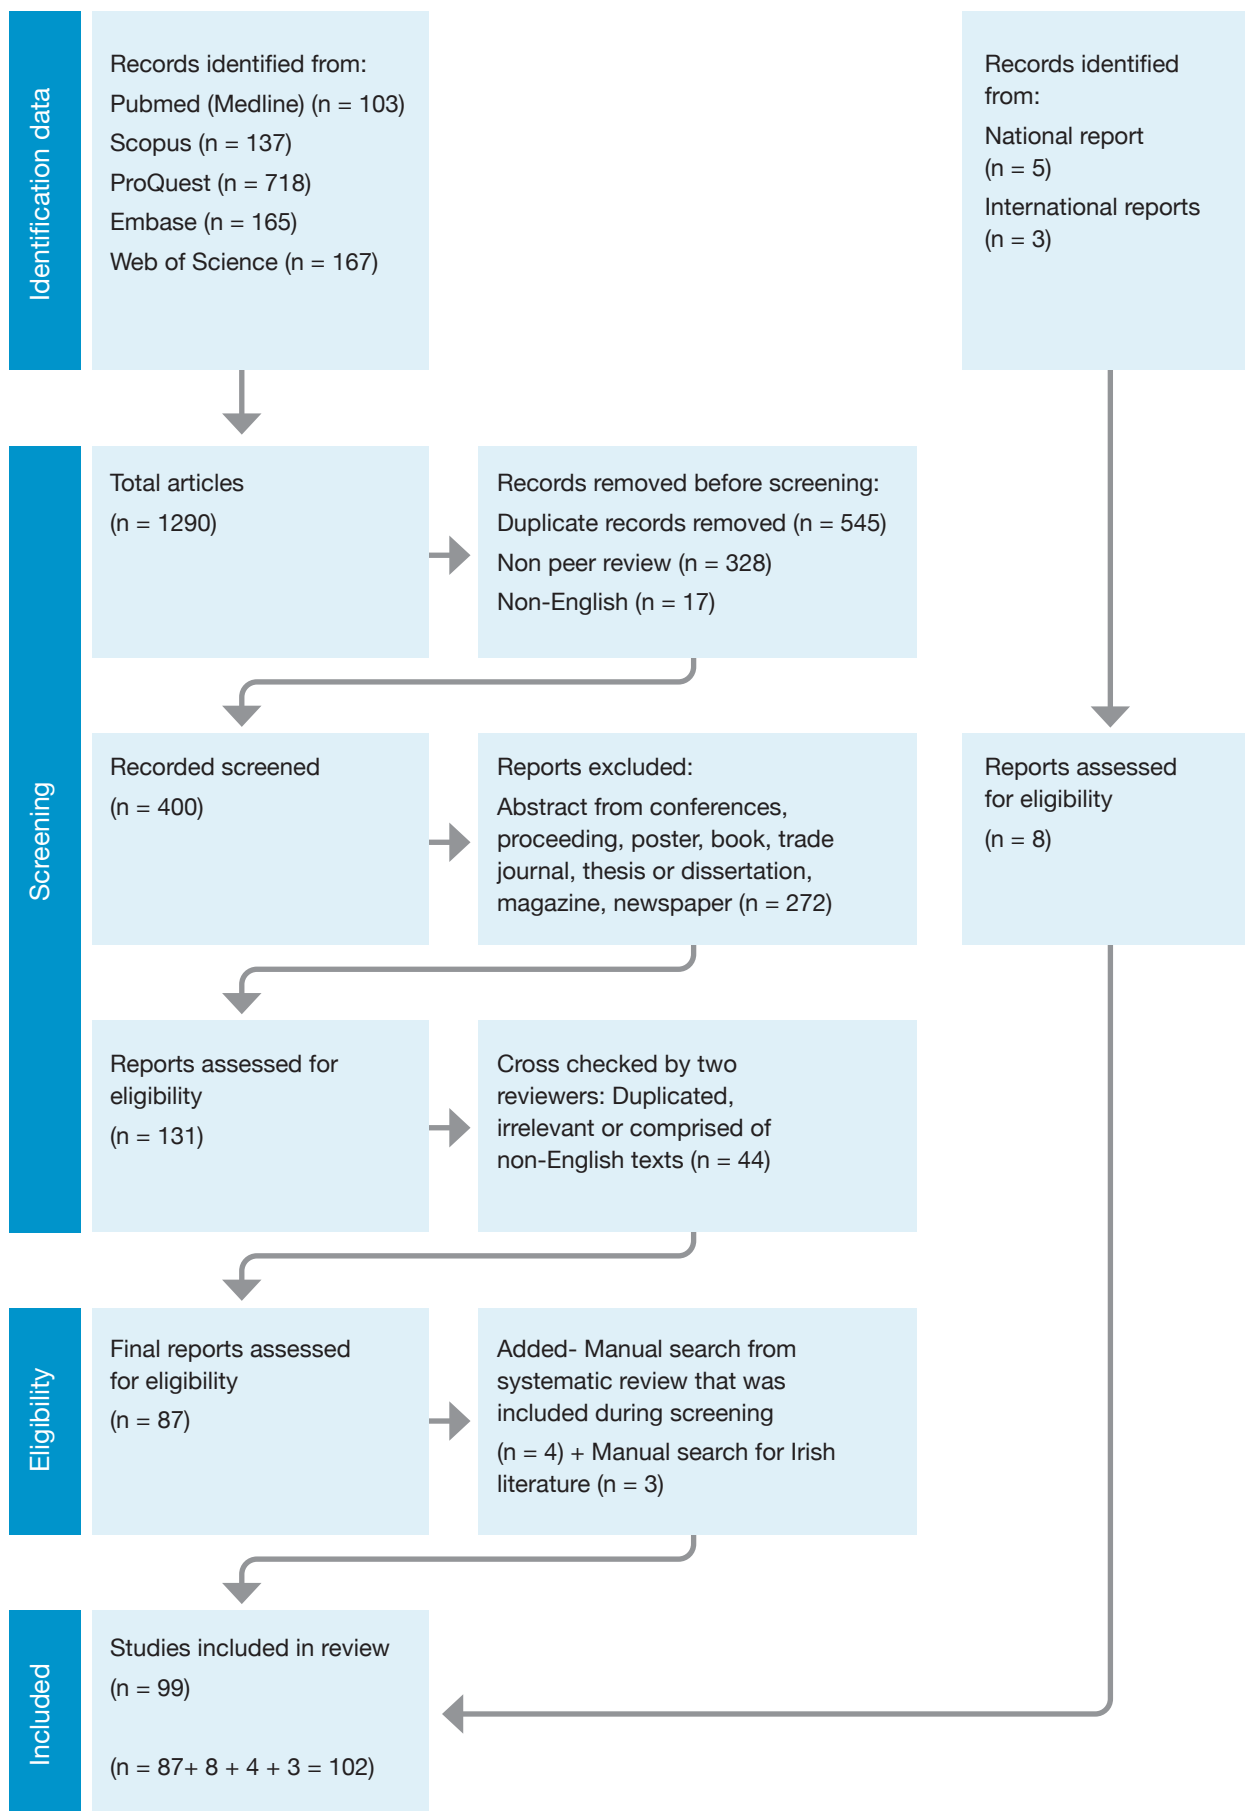 Identification data
Records identified from:
Pubmed (Medline) (n = 103)
Scopus (n = 137)
ProQuest (n = 718)
Embase (n = 165)
Web of Science (n = 167)
Records identified
from:
National report
(n = 5)
International reports
(n = 3)
Screening
Total articles
(n = 1290)
Records removed before screening:
Duplicate records removed (n = 545)
Non peer review (n = 328)
Non-English (n = 17)
Recorded screened
(n = 400)
Reports excluded:
Abstract from conferences,
proceeding, poster, book, trade
journal, thesis or dissertation,
magazine, newspaper (n = 272)
Reports assessed
for eligibility
(n = 8)
Reports assessed for
eligibility
(n = 131)
Cross checked by two
reviewers: Duplicated,
irrelevant or comprised of
non-English texts (n = 44)
Eligibility
Final reports assessed
for eligibility
(n = 87)
Added- Manual search from
systematic review that was
included during screening
(n = 4) + Manual search for Irish
literature (n = 3)
Included
Studies included in review
(n = 99)
(n = 87+ 8 + 4 + 3 = 102)